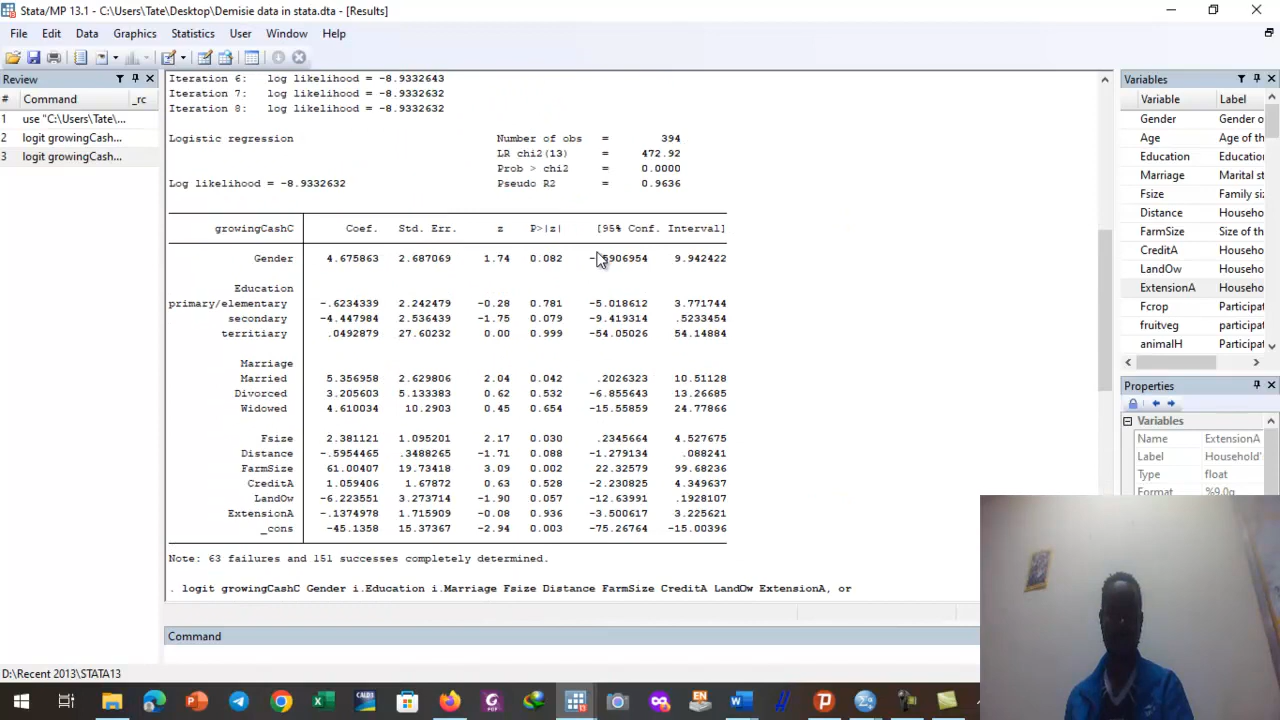 Stata/MP 13.1 - C:\Users\Tate\Desktop\Demisie data in stata.dta - [Results]
File Edit Data Graphics Statistics User Window Help
Review
# Command _rc
1 use "C:\Users\Tate\...
2 logit growingCash...
3 logit growingCash...
Iteration 6: log likelihood = -8.9332643
Iteration 7: log likelihood = -8.9332632
Iteration 8: log likelihood = -8.9332632
Logistic regression Number of obs = 394
LR chi2(13) = 472.92
Prob > chi2 = 0.0000
Log likelihood = -8.9332632 Pseudo R2 = 0.9636
growingCashC Coef. Std. Err. z P>|z| [95% Conf. Interval]
Gender 4.675863 2.687069 1.74 0.082 9.942422
Education
primary/elementary -.6234339 2.242479 -0.28 0.781 -5.018612 3.771744
secondary -4.447984 2.536439 -1.75 0.079 -9.419314 .5233454
territiary .0492879 27.60232 0.00 0.999 -54.05026 54.14884
Marriage
Married 5.356958 2.629806 2.04 0.042 .2026323 10.51128
Divorced 3.205603 5.133383 0.62 0.532 -6.855643 13.26685
Widowed 4.610034 10.2903 0.45 0.654 -15.55859 24.77866
Fsize 2.381121 1.095201 2.17 0.030 .2345664 4.527675
Distance -.5954465 .3488265 -1.71 0.088 -1.279134 .088241
FarmSize 61.00407 19.73418 3.09 0.002 22.32579 99.68236
CreditA 1.059406 1.67872 0.63 0.528 -2.230825 4.349637
LandOw -6.223551 3.273714 -1.90 0.057 -12.63991 .1928107
ExtensionA -.1374978 1.715909 -0.08 0.936 -3.500617 3.225621
_cons -45.1358 15.37367 -2.94 0.003 -75.26764 -15.00396
Note: 63 failures and 151 successes completely determined.
. logit growingCashC Gender i.Education i.Marriage Fsize Distance FarmSize CreditA LandOw ExtensionA, or
Command
D:\Recent 2013\STATA13
Variables
Variable Label
Gender Gender o
Age Age of th
Education Educatio
Marriage Marital st
Fsize Family siz
Distance Househo
FarmSize Size of th
CreditA Househo
LandOw Househo
ExtensionA Househo
Fcrop Participat
fruitveg participat
animalH Participat
Properties
Variables
Name ExtensionA
Label Household'
Type float
Format %9.0g